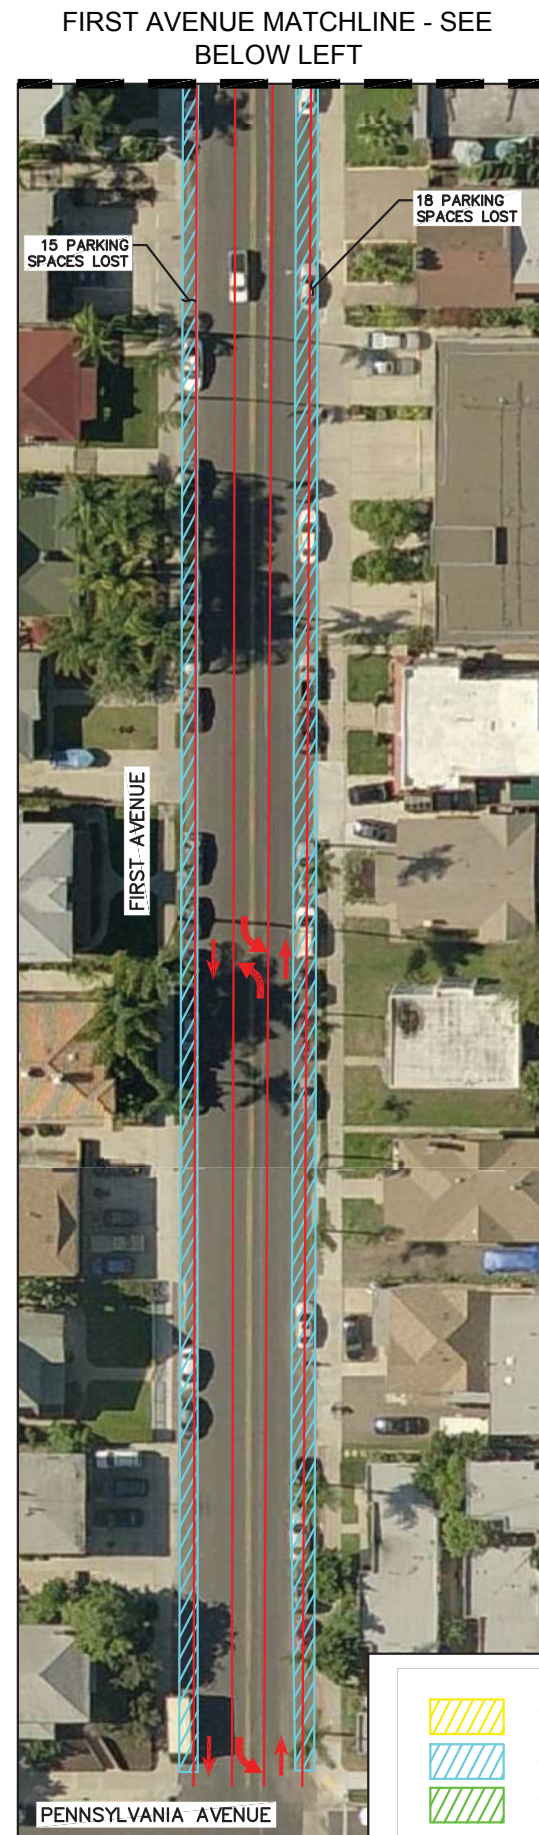 FIRST AVENUE MATCHLINE - SEE
BELOW LEFT
18 PARKING
SPACES LOST
15 PARKING
SPACES LOST
FIRST AVENUE
PENNSYLVANIA AVENUE